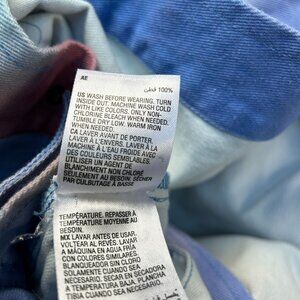 AE
قطن 100%
US WASH BEFORE WEARING. TURN
INSIDE OUT. MACHINE WASH COLD
WITH LIKE COLORS. ONLY NON-
CHLORINE BLEACH WHEN NEEDED.
TUMBLE DRY LOW. WARM IRON
WHEN NEEDED.
CA LAVER AVANT DE PORTER.
LAVER À L'ENVERS. LAVER À LA
MACHINE À L'EAU FROIDE AVEC
DES COULEURS SEMBLABLES.
UTILISER UN AGENT DE
BLANCHIMENT NON CHLORÉ
SEULEMENT AU BESOIN. SÉCHER
PAR CULBUTAGE À BASSE
TEMPÉRATURE. REPASSER À
TEMPÉRATURE MOYENNE AU
BESOIN.
MX LAVAR ANTES DE USAR.
VOLTEAR AL REVÉS. LAVAR
A MÁQUINA EN AGUA FRÍA
CON COLORES SIMILARES.
BLANQUEADOR SIN CLORO
SOLAMENTE CUANDO SEA
NECESARIO. SECAR EN SECADORA
A TEMPERATURA BAJA. PLANCHA
TIBIA CUANDO SEA NECESARIO.